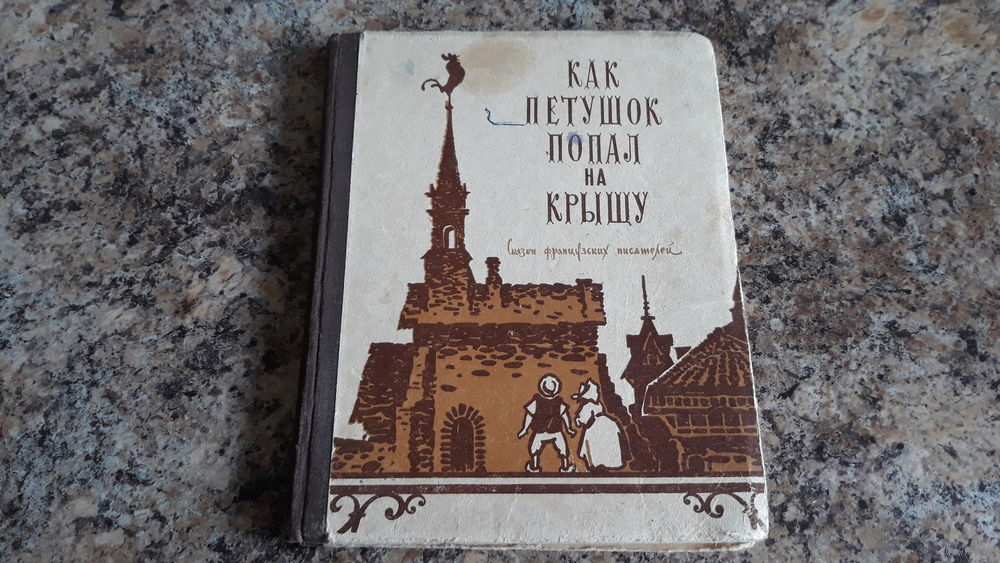 КАК
ПЕТУШОК
ПОПАЛ
НА
КРЫШУ
Сказки французских писателей